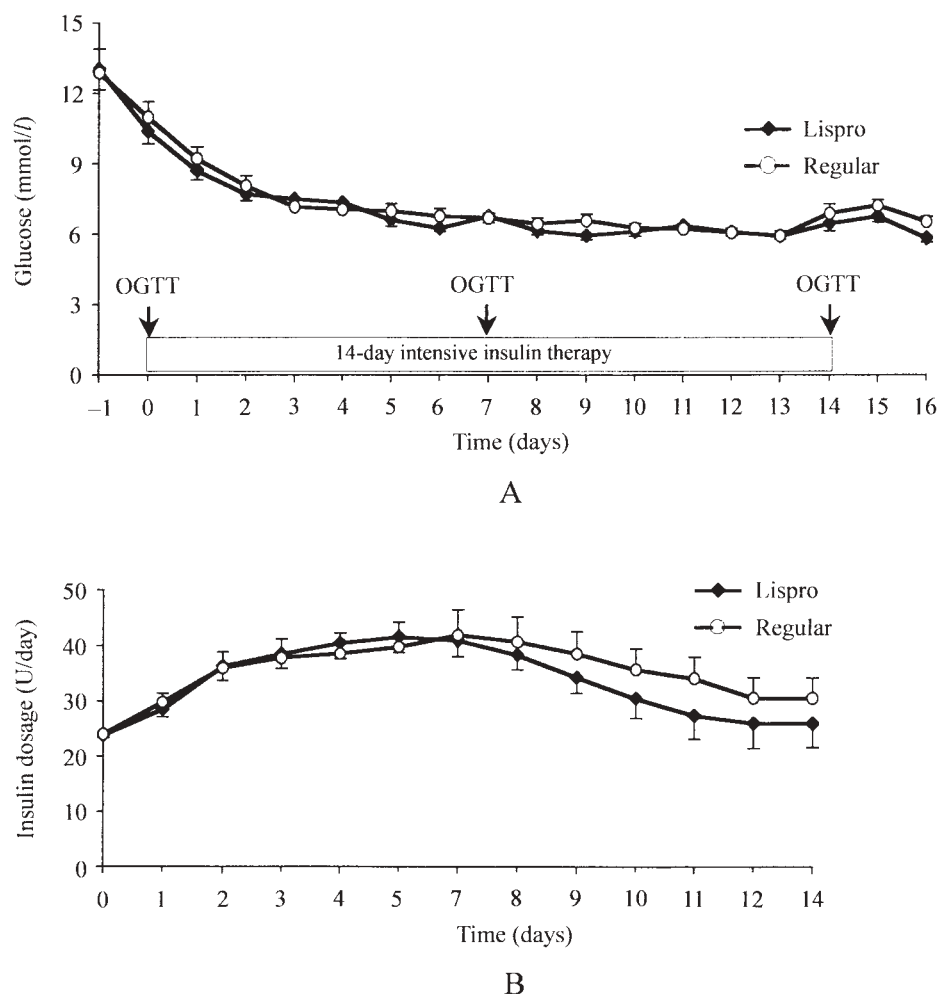 15
12
9
6
3
0
Glucose (mmol/l)
Lispro
Regular
OGTT OGTT OGTT
14-day intensive insulin therapy
–1 0 1 2 3 4 5 6 7 8 9 10 11 12 13 14 15 16
Time (days)
A
50
40
30
20
10
0
Insulin dosage (U/day)
Lispro
Regular
0 1 2 3 4 5 7 8 9 10 11 12 14
Time (days)
B